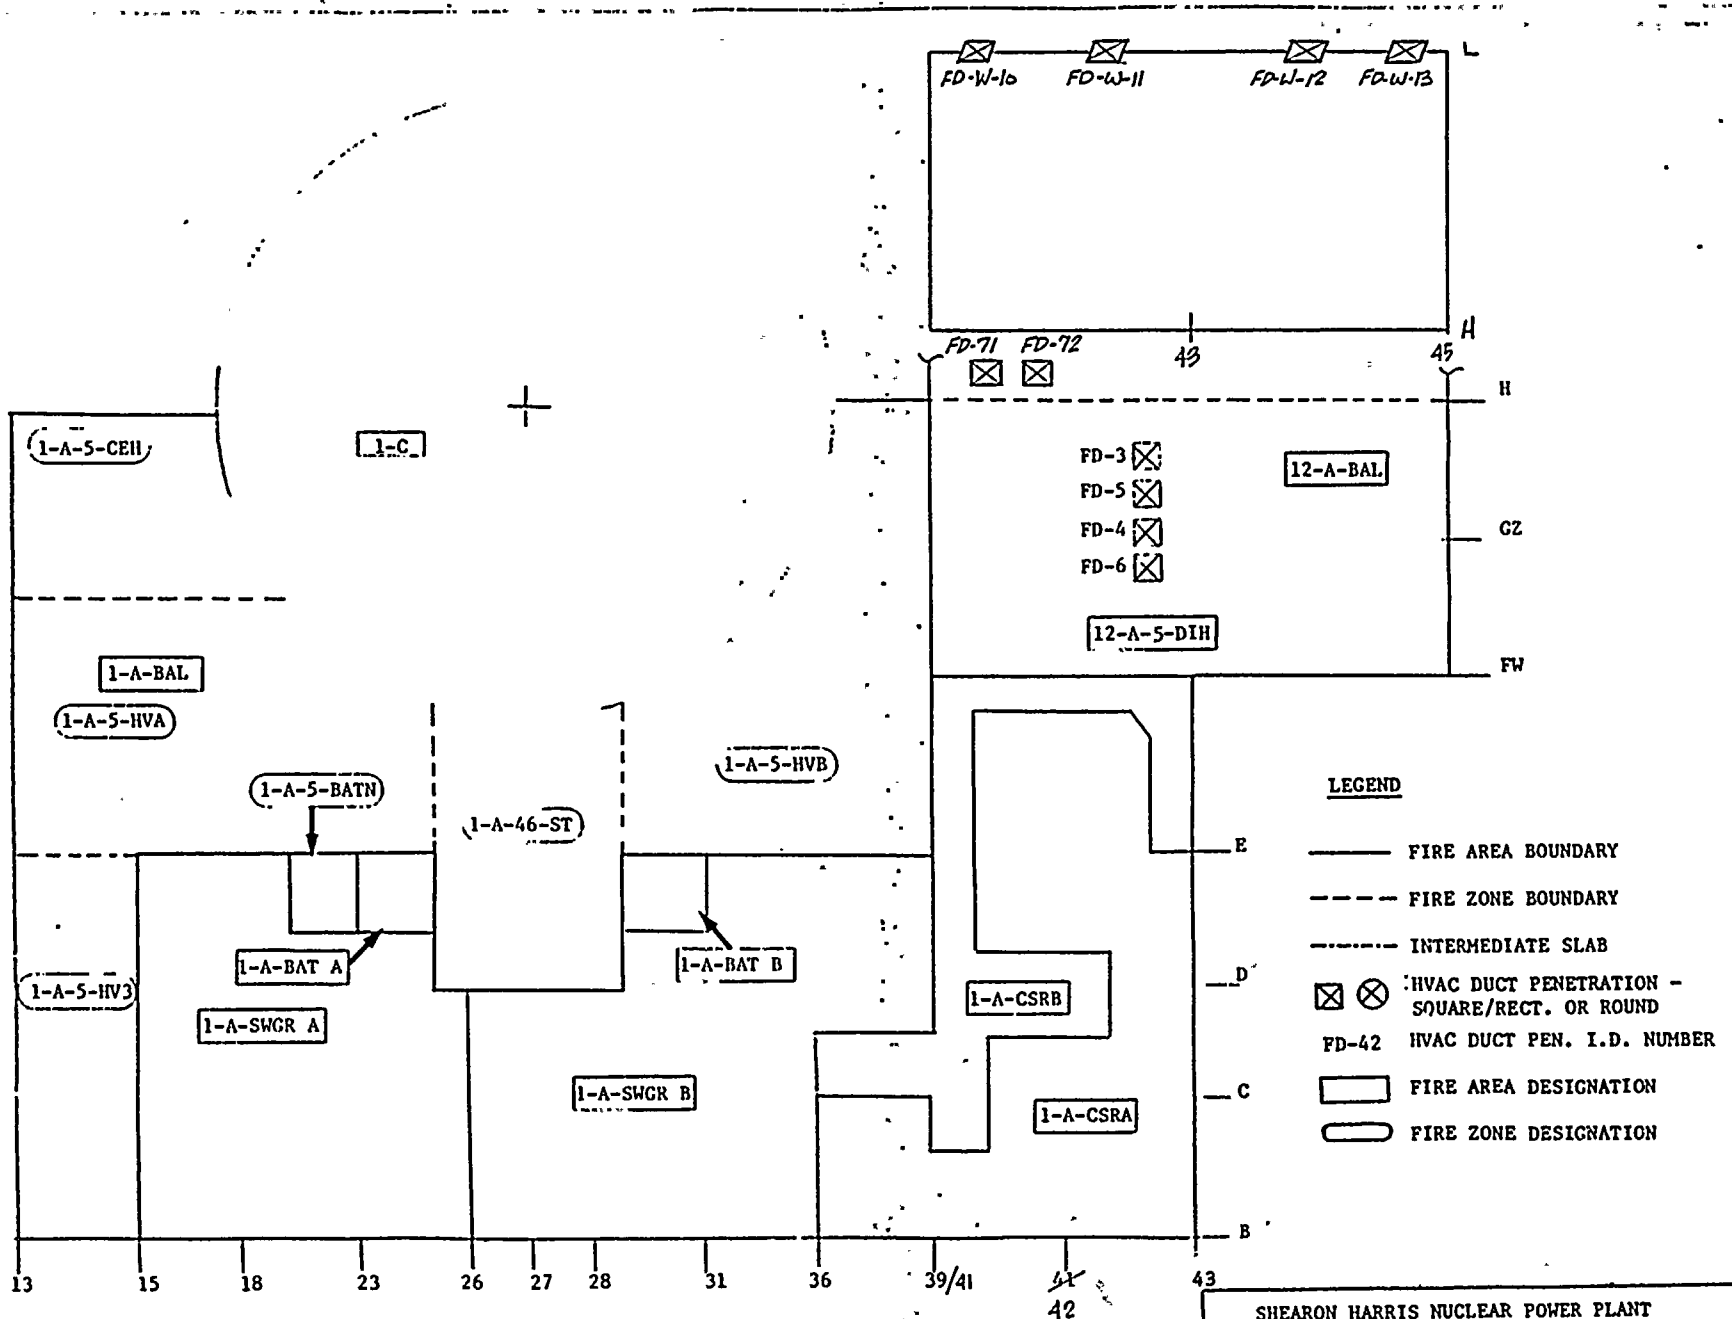 L
FD-W-10 FD-W-11 FD-W-12 FD-W-13
H
43 45
FD-71 FD-72
H
1-A-5-CEH
1-C
FD-3
12-A-BAL
FD-5
FD-4
GZ
FD-6
12-A-5-DIH
FW
1-A-BAL
1-A-5-HVA
1-A-5-HVB
1-A-5-BATN
1-A-46-ST
LEGEND
E
FIRE AREA BOUNDARY
FIRE ZONE BOUNDARY
INTERMEDIATE SLAB
1-A-BAT A
1-A-BAT B
D
HVAC DUCT PENETRATION -
SQUARE/RECT. OR ROUND
1-A-5-HV3
1-A-CSRB
1-A-SWGR A
FD-42 HVAC DUCT PEN. I.D. NUMBER
1-A-SWGR B
C
FIRE AREA DESIGNATION
1-A-CSRA
FIRE ZONE DESIGNATION
B
13 15 18 23 26 27 28 31 36 39/41 41 43
42
SHEARON HARRIS NUCLEAR POWER PLANT